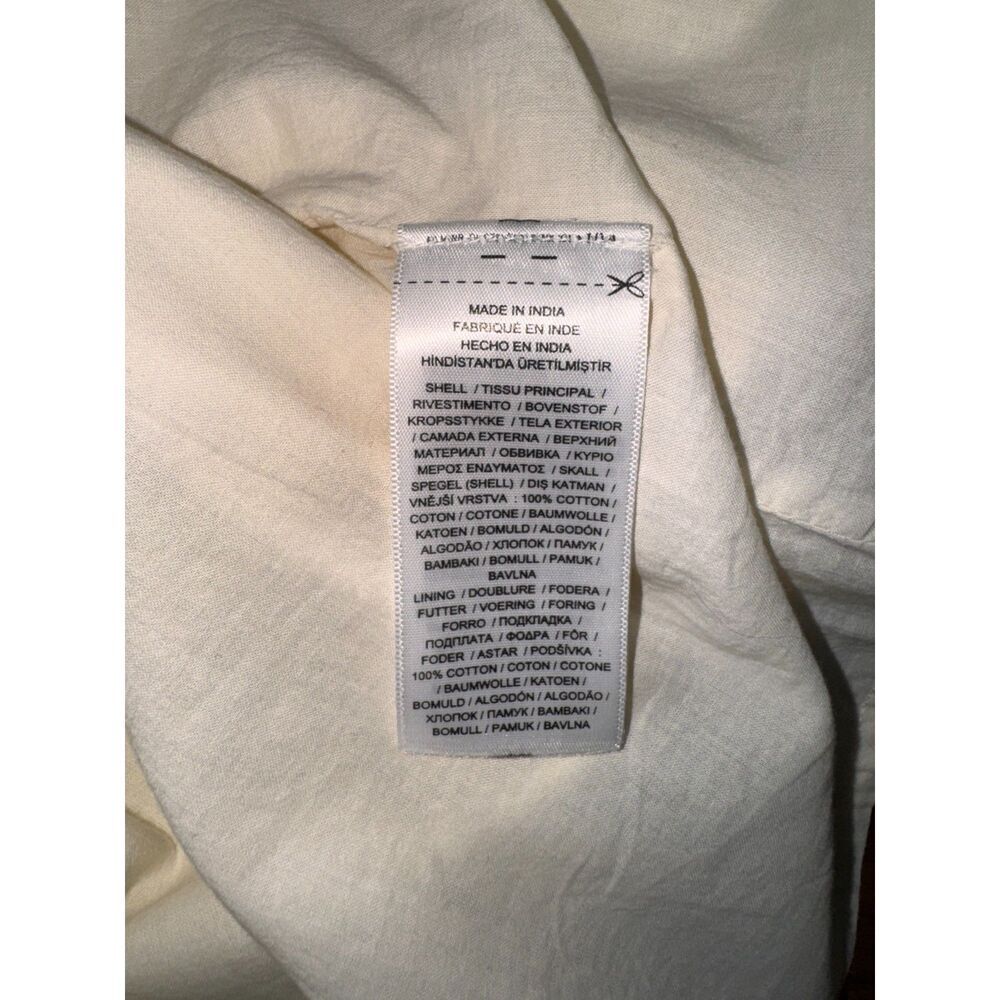 MADE IN INDIA
FABRIQUÉ EN INDE
HECHO EN INDIA
HİNDİSTAN'DA ÜRETİLMİŞTİR
SHELL / TISSU PRINCIPAL /
RIVESTIMENTO / BOVENSTOF /
KROPSSTYKKE / TELA EXTERIOR
/ CAMADA EXTERNA / ВЕРХНИЙ
МАТЕРИАЛ / ОБВИВКА / ΚΥΡΙΟ
ΜΕΡΟΣ ΕΝΔΥΜΑΤΟΣ / SKALL /
SPEGEL (SHELL) / DIŞ KATMAN /
VNĚJŠÍ VRSTVA : 100% COTTON /
COTON / COTONE / BAUMWOLLE /
KATOEN / BOMULD / ALGODÓN /
ALGODÃO / ХЛОПОК / ПАМУК /
BAMBAKI / BOMULL / PAMUK /
BAVLNA
LINING / DOUBLURE / FODERA /
FUTTER / VOERING / FORING /
FORRO / ПОДКЛАДКА /
ПОДПЛАТА / ΦΟΔΡΑ / FÔR /
FODER / ASTAR / PODŠÍVKA :
100% COTTON / COTON / COTONE
/ BAUMWOLLE / KATOEN /
BOMULD / ALGODÓN / ALGODÃO /
ХЛОПОК / ПАМУК / BAMBAKI /
BOMULL / PAMUK / BAVLNA